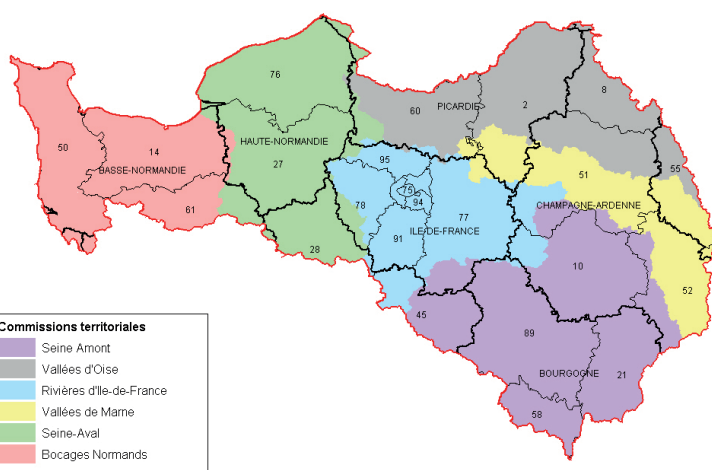 76
8
60
PICARDIE
2
50
14
HAUTE-NORMANDIE
BASSE-NORMANDIE
27
95
55
51
75
94
61
78
77
CHAMPAGNE-ARDENNE
91
ILE-DE-FRANCE
28
10
52
45
89
BOURGOGNE
21
58
Commissions territoriales
Seine Amont
Vallées d'Oise
Rivières d'Ile-de-France
Vallées de Marne
Seine-Aval
Bocages Normands